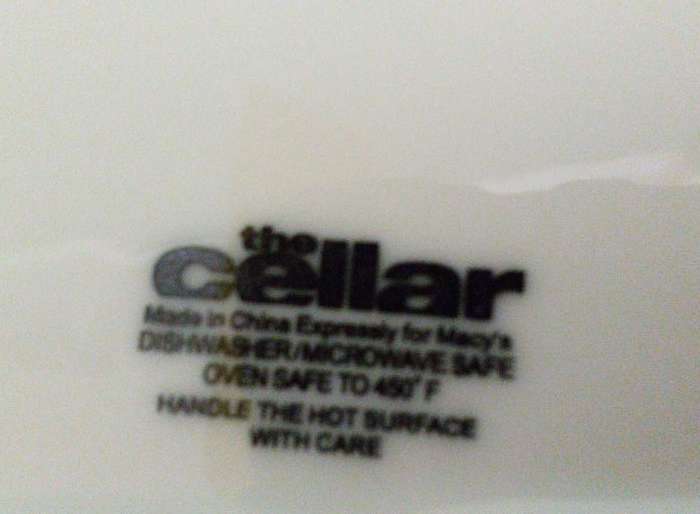 the
cellar
Made in China Expressly for Macy's
DISHWASHER/MICROWAVE SAFE
OVEN SAFE TO 450° F
HANDLE THE HOT SURFACE
WITH CARE